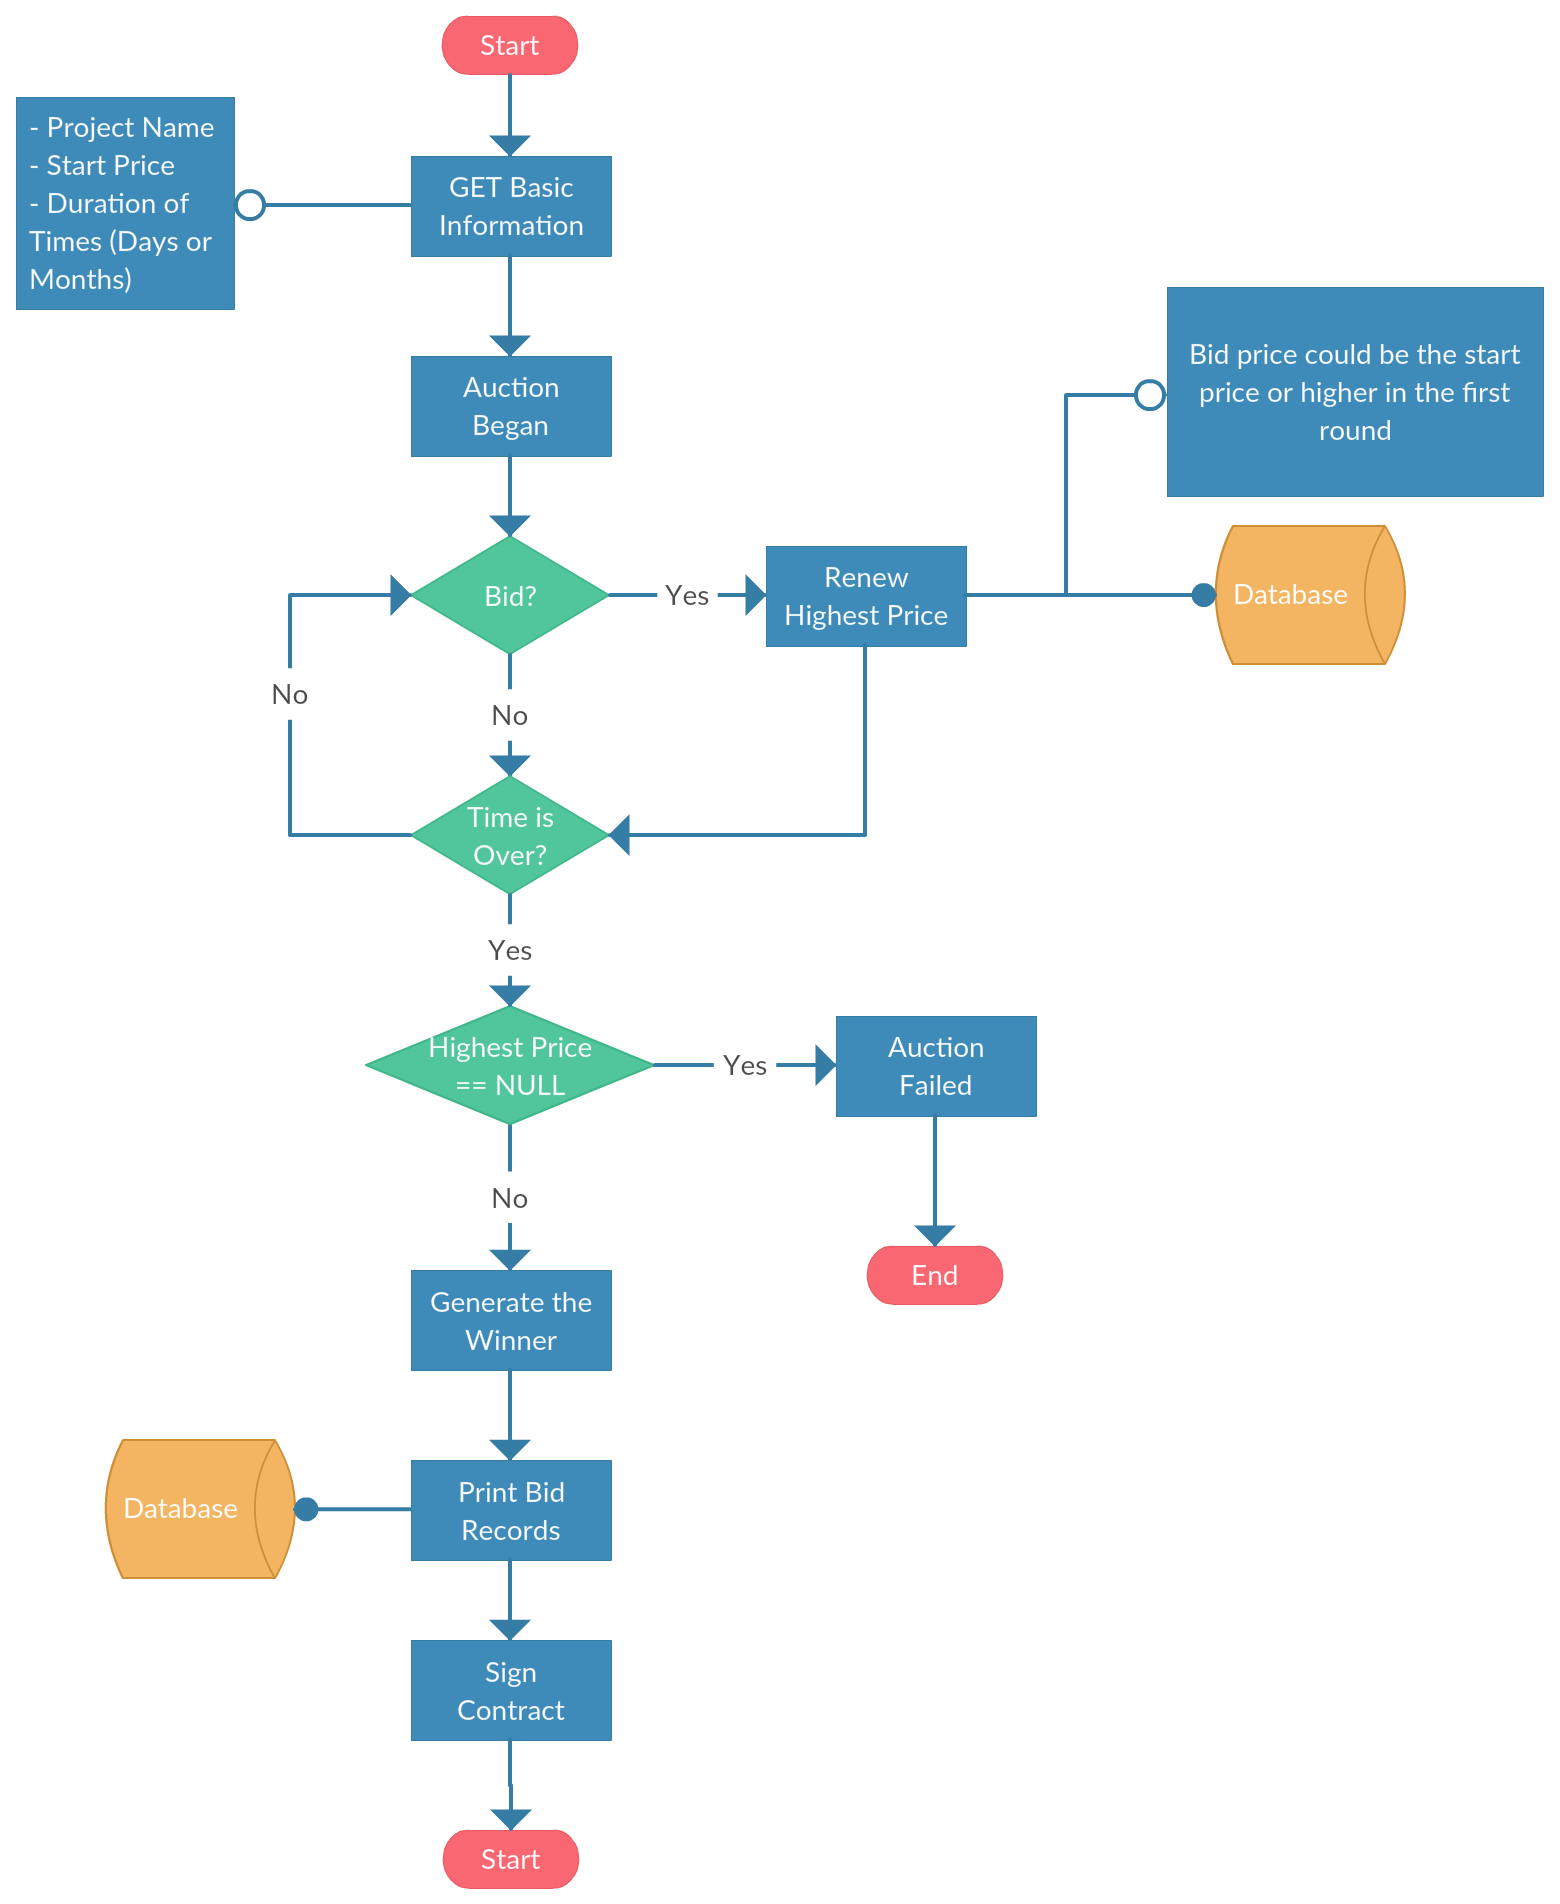 Start
- Project Name
- Start Price
- Duration of
Times (Days or
Months)
GET Basic
Information
Auction
Began
Bid price could be the start
price or higher in the first
round
Bid?
Yes
Renew
Highest Price
Database
No
No
Time is
Over?
Yes
Highest Price
== NULL
Yes
Auction
Failed
No
End
Generate the
Winner
Database
Print Bid
Records
Sign
Contract
Start